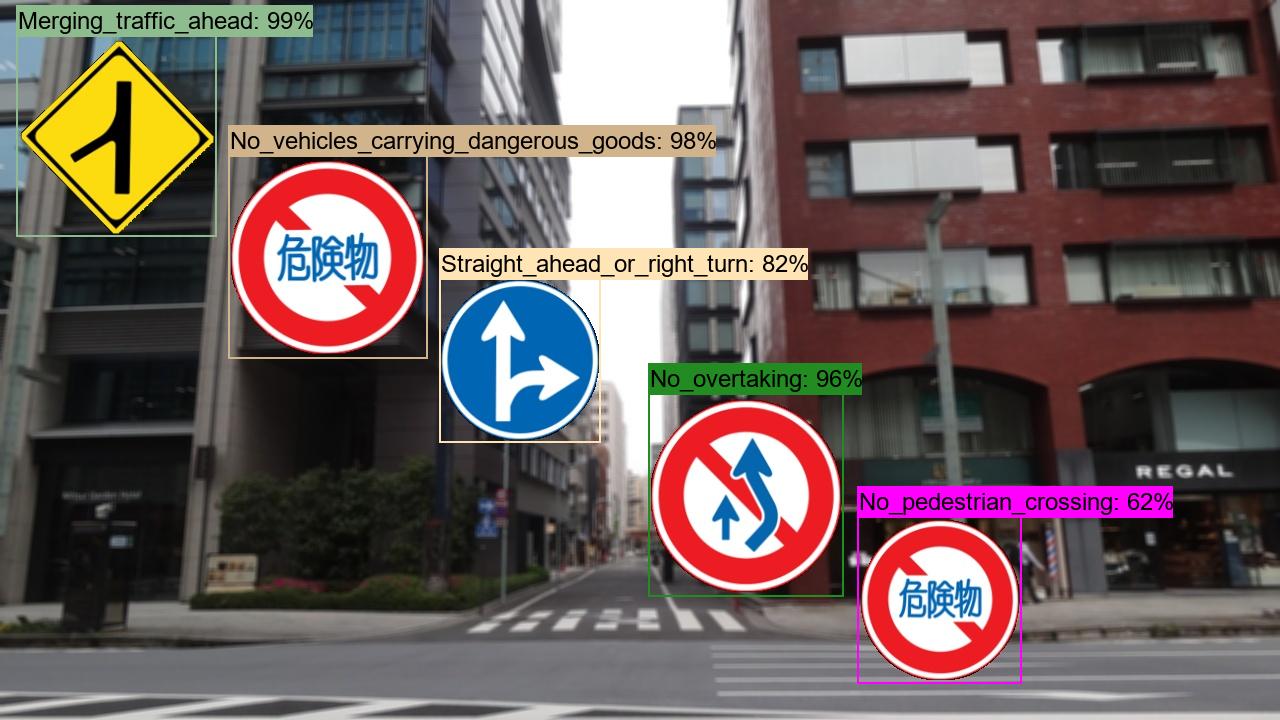 Merging_traffic_ahead: 99%
No_vehicles_carrying_dangerous_goods: 98%
危険物
Straight_ahead_or_right_turn: 82%
No_overtaking: 96%
REGAL
No_pedestrian_crossing: 62%
危険物